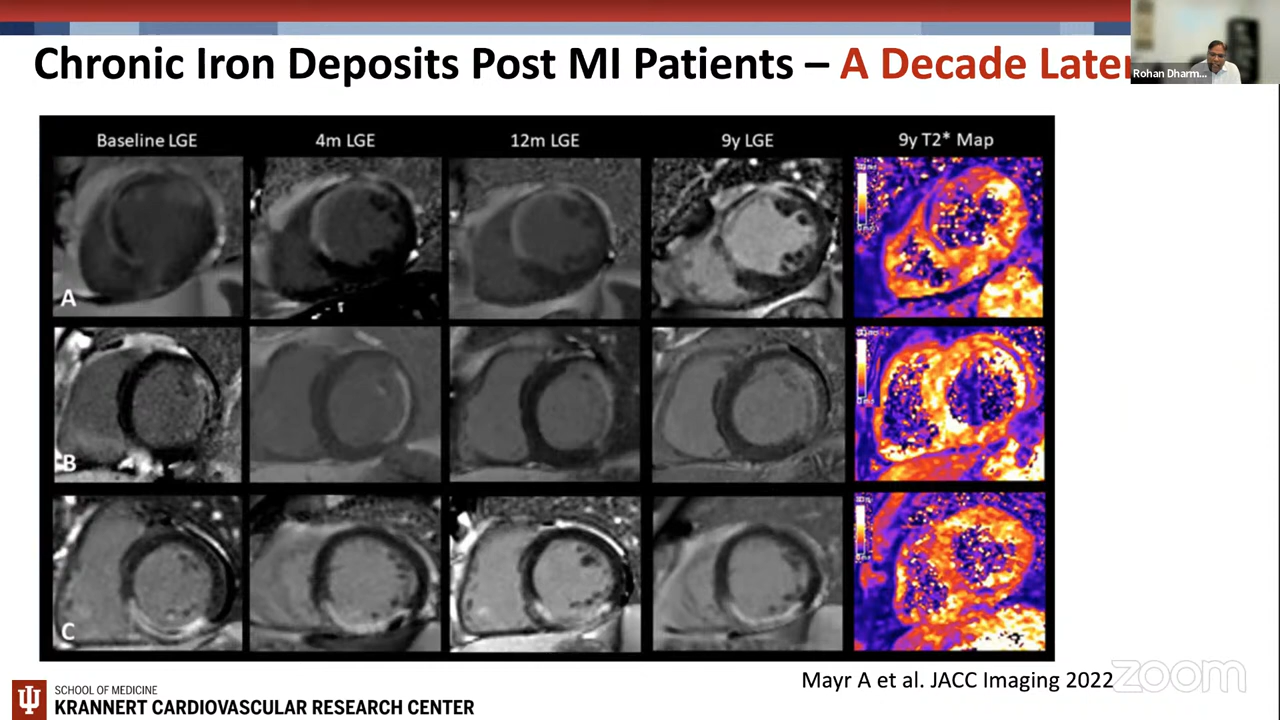 Chronic Iron Deposits Post MI Patients – A Decade Later
Rohan Dharm...
Baseline LGE
4m LGE
12m LGE
9y LGE
9y T2* Map
A
B
C
Mayr A et al. JACC Imaging 2022
zoom
SCHOOL OF MEDICINE
KRANNERT CARDIOVASCULAR RESEARCH CENTER